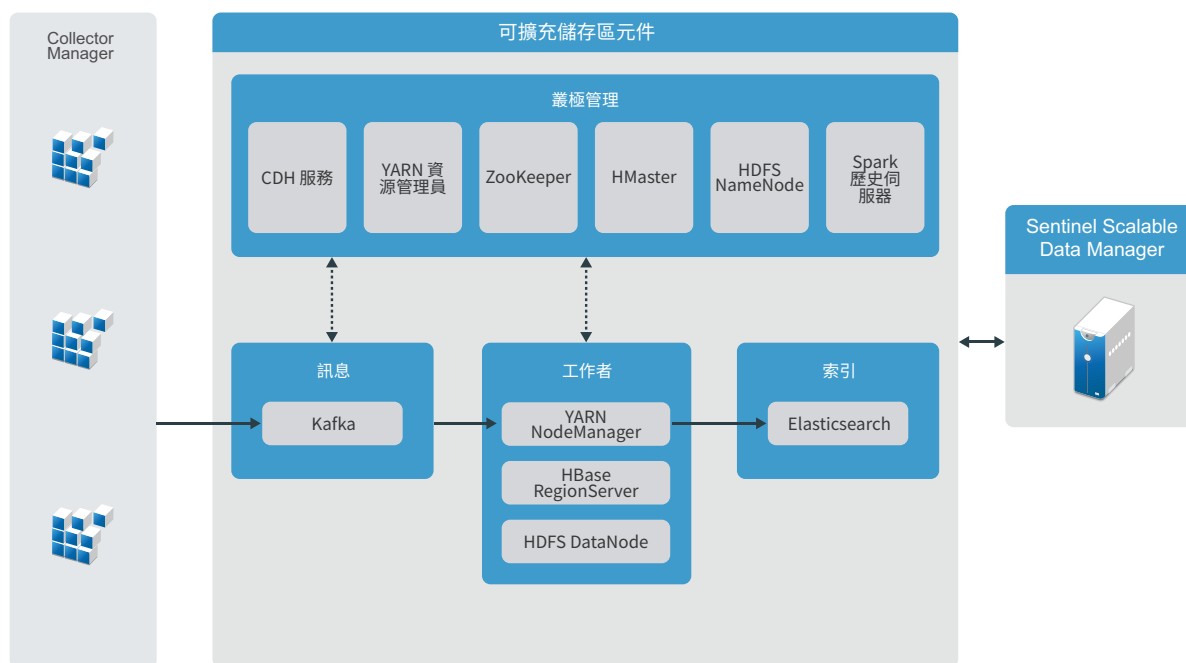 Collector
Manager
可擴充儲存區元件
叢極管理
CDH 服務
YARN 資
源管理員
ZooKeeper
HMaster
HDFS
NameNode
Spark
歷史伺
服器
Sentinel Scalable
Data Manager
訊息
Kafka
工作者
YARN
NodeManager
HBase
RegionServer
HDFS DataNode
索引
Elasticsearch